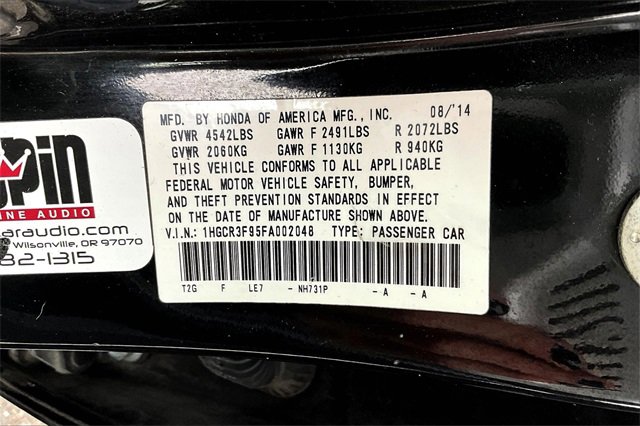 MFD. BY HONDA OF AMERICA MFG., INC. 08/'14
GVWR 4542LBS GAWR F 2491LBS R 2072LBS
GVWR 2060KG GAWR F 1130KG R 940KG
THIS VEHICLE CONFORMS TO ALL APPLICABLE
FEDERAL MOTOR VEHICLE SAFETY, BUMPER,
AND THEFT PREVENTION STANDARDS IN EFFECT
ON THE DATE OF MANUFACTURE SHOWN ABOVE.
V.I.N.: 1HGCR3F95FA002048 TYPE: PASSENGER CAR
T2G F LE7 - NH731P - A - A
INE AUDIO
araudio.com
Wilsonville, OR 97070
82-1315